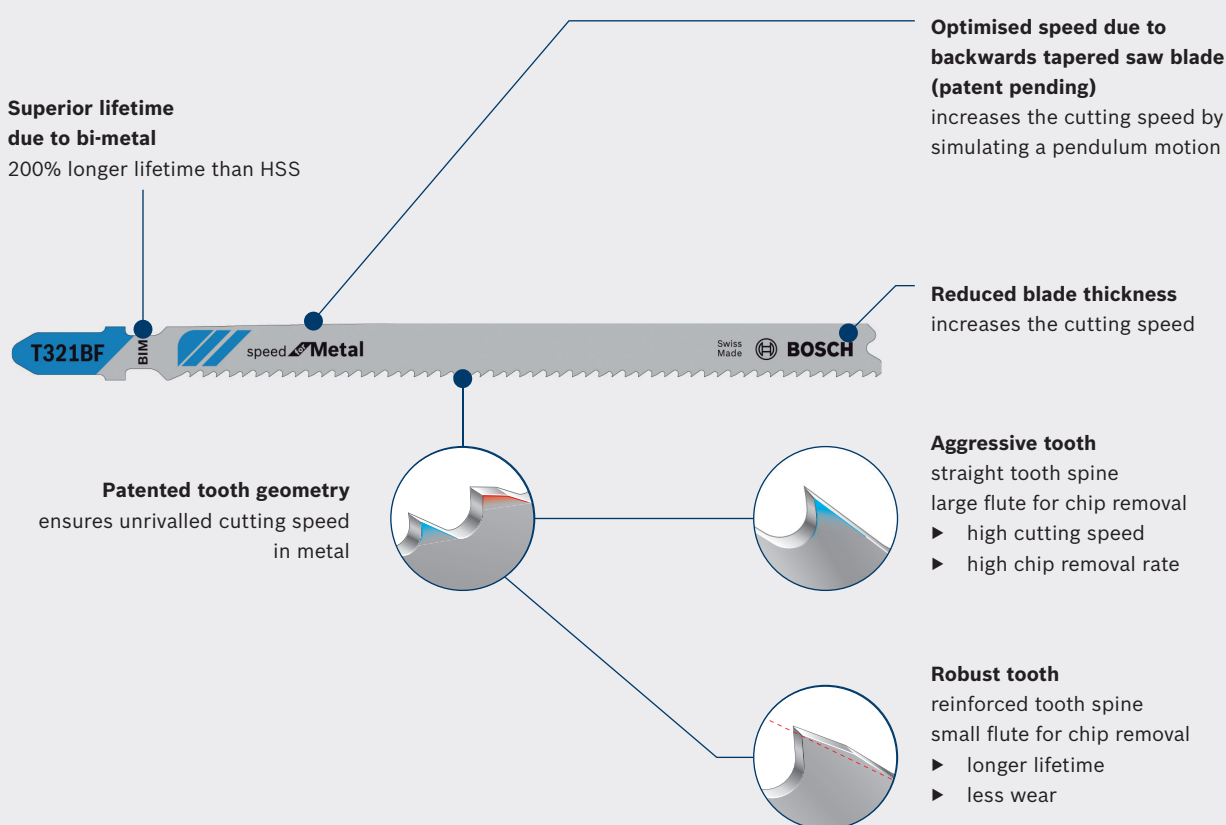 Optimised speed due to
backwards tapered saw blade
(patent pending)
increases the cutting speed by
simulating a pendulum motion
Superior lifetime
due to bi-metal
200% longer lifetime than HSS
Reduced blade thickness
increases the cutting speed
T321BF
BIM
speed for Metal
Swiss
Made
BOSCH
Patented tooth geometry
ensures unrivalled cutting speed
in metal
Aggressive tooth
straight tooth spine
large flute for chip removal
▶ high cutting speed
▶ high chip removal rate
Robust tooth
reinforced tooth spine
small flute for chip removal
▶ longer lifetime
▶ less wear